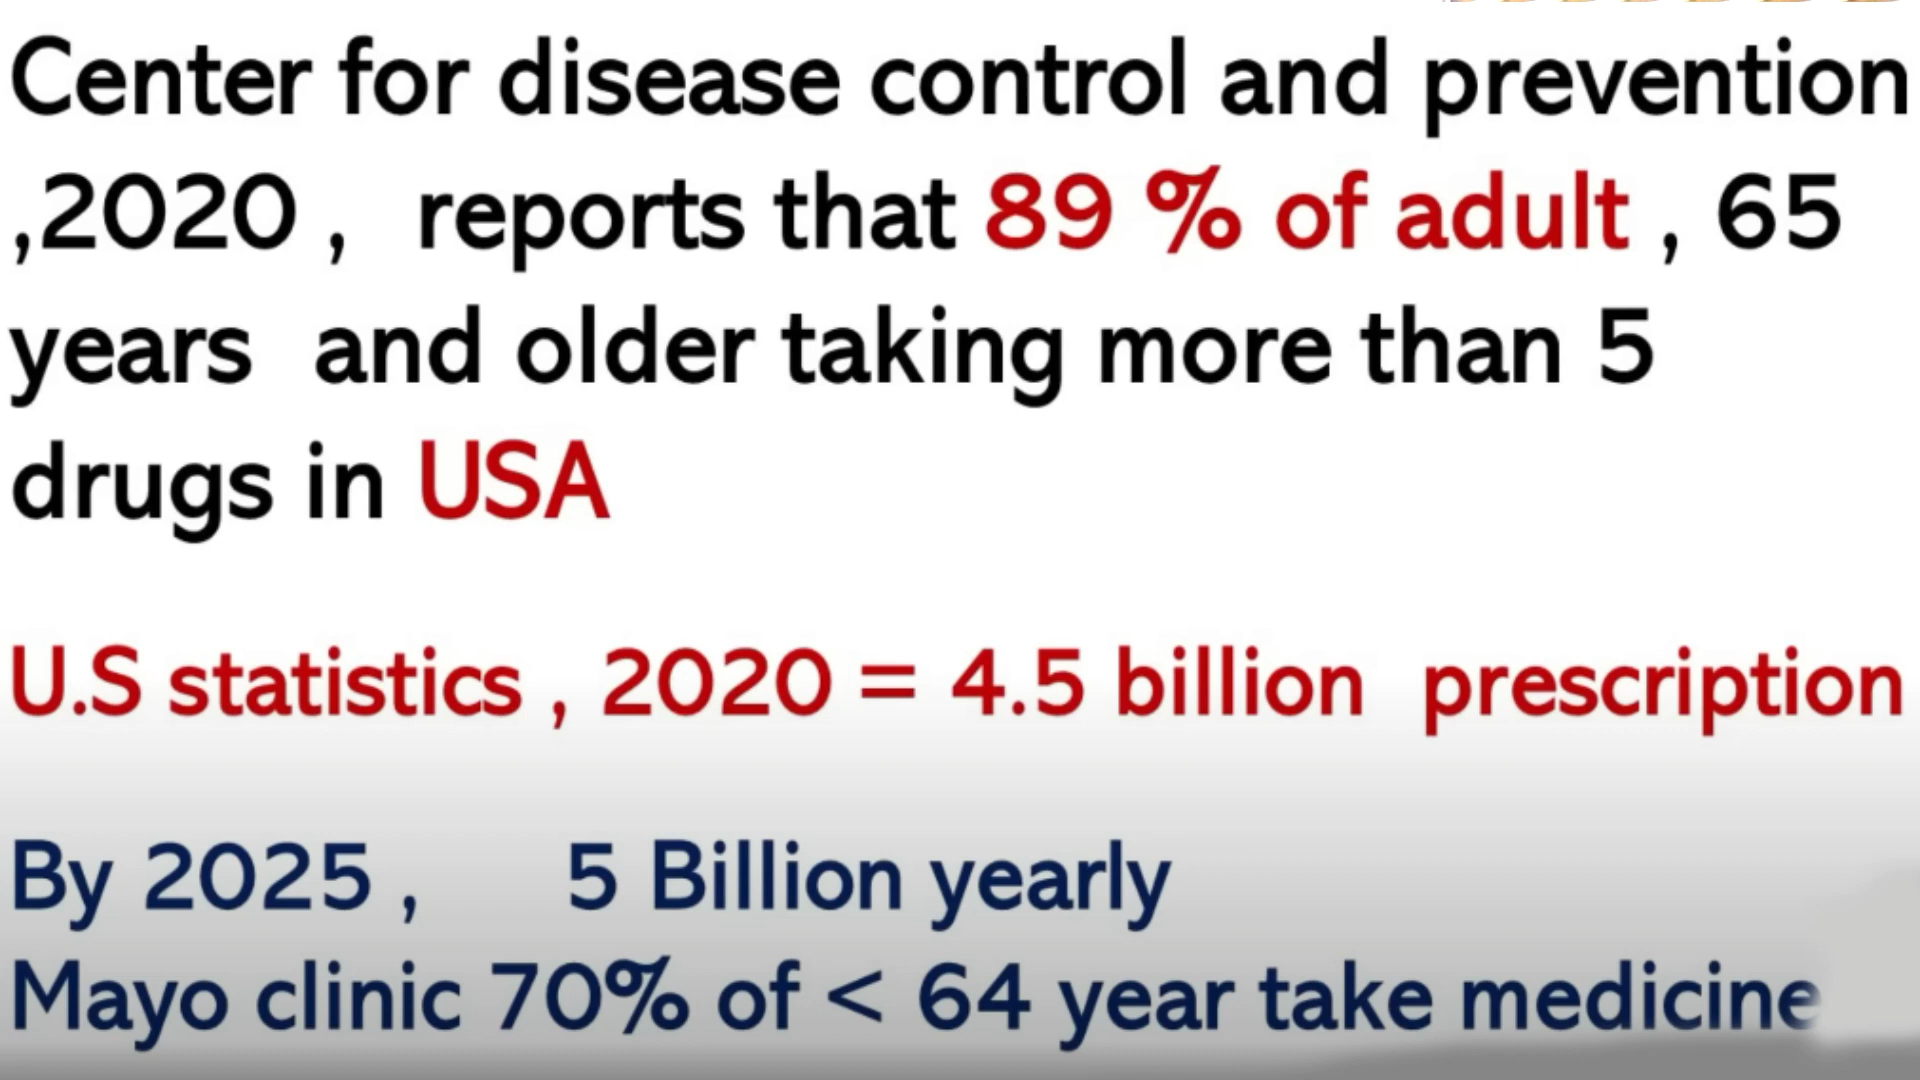 Center for disease control and prevention
,2020 , reports that 89 % of adult , 65
years and older taking more than 5
drugs in USA
U.S statistics , 2020 = 4.5 billion prescription
By 2025 , 5 Billion yearly
Mayo clinic 70% of < 64 year take medicine